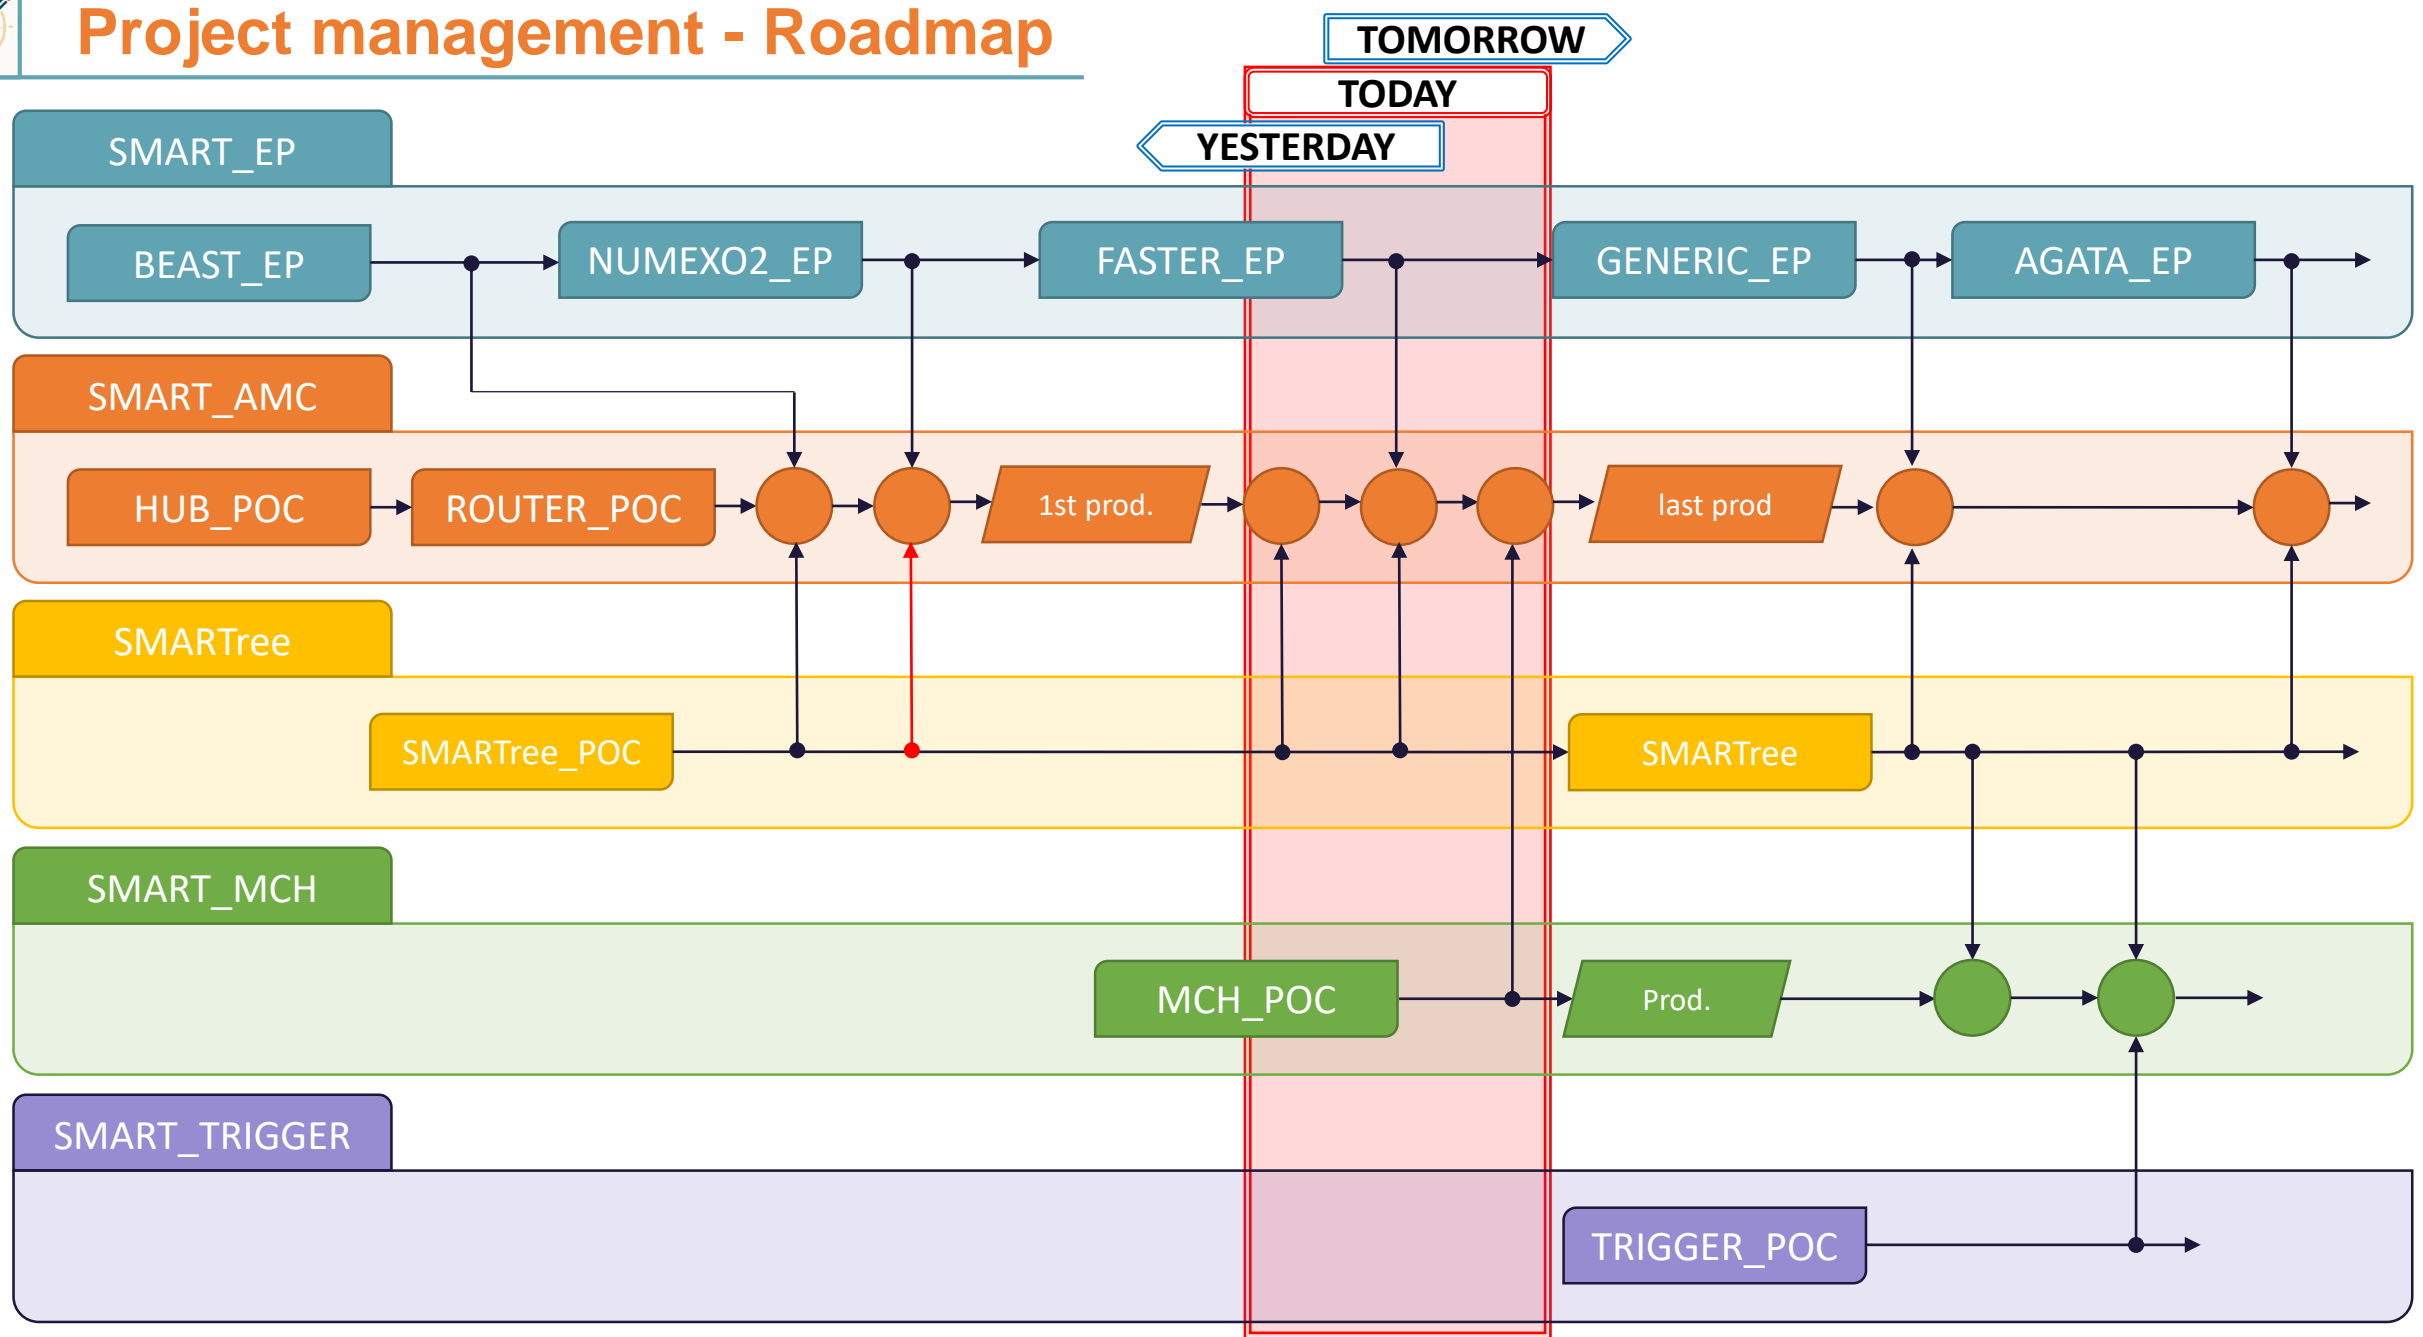 Project management - Roadmap
TOMORROW
TODAY
YESTERDAY
SMART_EP
BEAST_EP
NUMEXO2_EP
FASTER_EP
GENERIC_EP
AGATA_EP
SMART_AMC
HUB_POC
ROUTER_POC
1st prod.
last prod
SMARTree
SMARTree_POC
SMARTree
SMART_MCH
MCH_POC
Prod.
SMART_TRIGGER
TRIGGER_POC